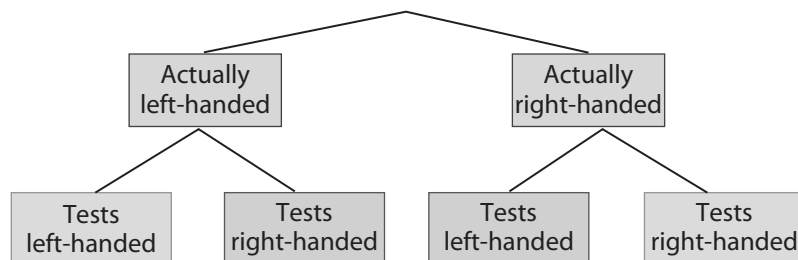 Actually
left-handed
Actually
right-handed
Tests
left-handed
Tests
right-handed
Tests
left-handed
Tests
right-handed